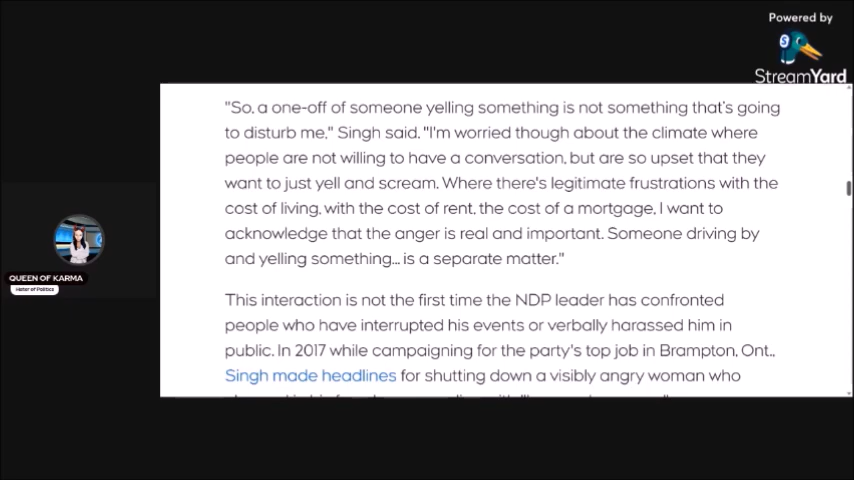 Powered by
S
StreamYard
"So, a one-off of someone yelling something is not something that's going
to disturb me," Singh said. "I'm worried though about the climate where
people are not willing to have a conversation, but are so upset that they
want to just yell and scream. Where there's legitimate frustrations with the
cost of living, with the cost of rent, the cost of a mortgage, I want to
acknowledge that the anger is real and important. Someone driving by
and yelling something... is a separate matter."
QUEEN OF KARMA
Hater of Politics
This interaction is not the first time the NDP leader has confronted
people who have interrupted his events or verbally harassed him in
public. In 2017 while campaigning for the party's top job in Brampton, Ont.,
Singh made headlines for shutting down a visibly angry woman who